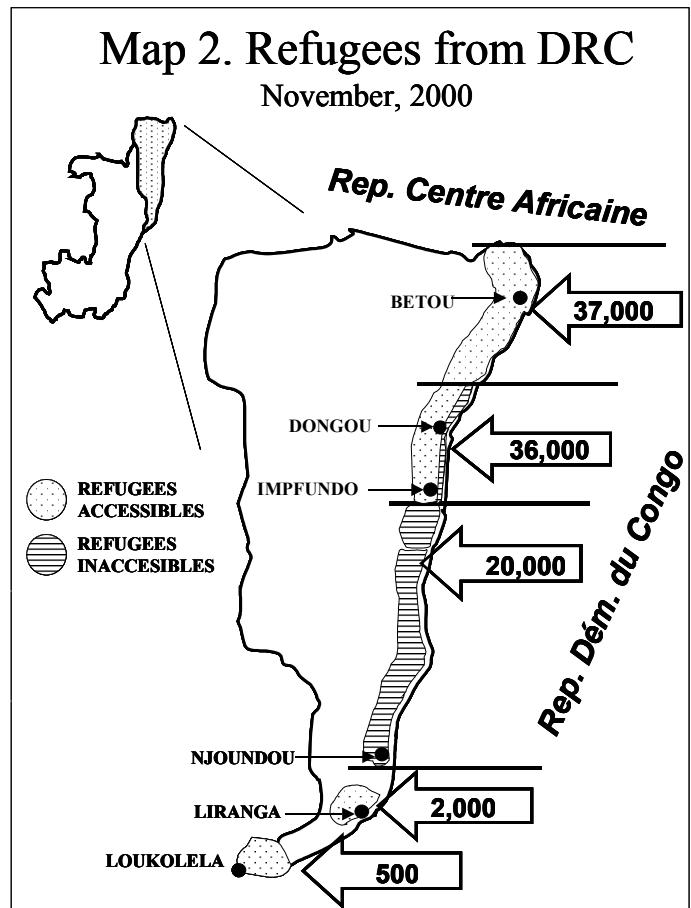 Map 2. Refugees from DRC
November, 2000
Rep. Centre Africaine
BETOU
37,000
DONGOU
36,000
IMPFUNDO
REFUGEES
ACCESSIBLES
REFUGEES
INACCESIBLES
20,000
Rep. Dém. du Congo
NJOUNDOU
LIRANGA
2,000
LOUKOLELA
500